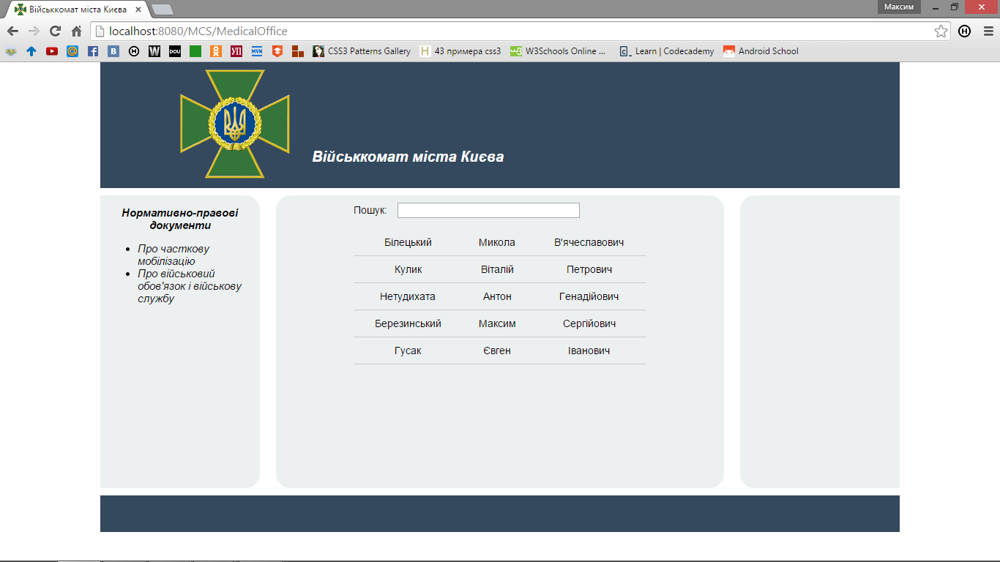 Військкомат міста Києва
Максим
localhost:8080/MCS/MedicalOffice
W DOU УП MVN CSS3 Patterns Gallery H 43 примера css3 W3Schools Online ... Learn | Codecademy Android School
Військкомат міста Києва
Нормативно-правові
документи
Про часткову
мобілізацію
Про військовий
обов'язок і військову
службу
Пошук:
Білецький Микола В'ячеславович
Кулик Віталій Петрович
Нетудихата Антон Генадійович
Березинський Максим Сергійович
Гусак Євген Іванович